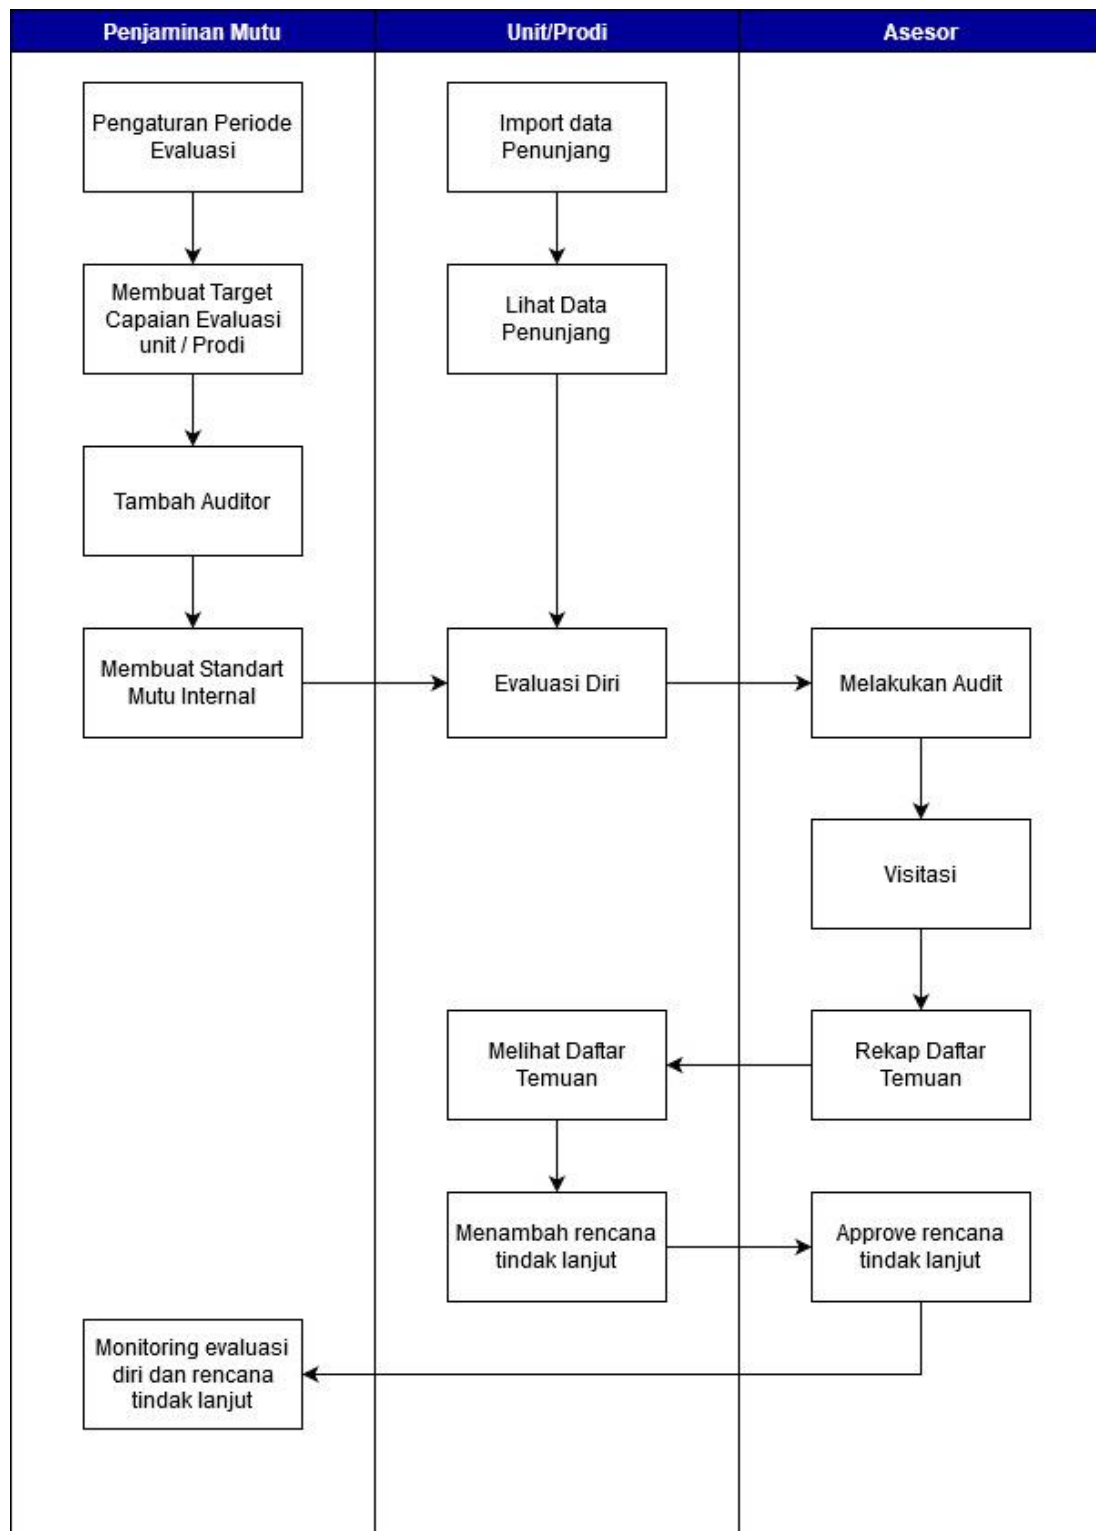 Penjaminan Mutu
Unit/Prodi
Asesor
Pengaturan Periode
Evaluasi
Import data
Penunjang
Membuat Target
Capaian Evaluasi
unit / Prodi
Lihat Data
Penunjang
Tambah Auditor
Membuat Standart
Mutu Internal
Evaluasi Diri
Melakukan Audit
Visitasi
Melihat Daftar
Temuan
Rekap Daftar
Temuan
Menambah rencana
tindak lanjut
Approve rencana
tindak lanjut
Monitoring evaluasi
diri dan rencana
tindak lanjut